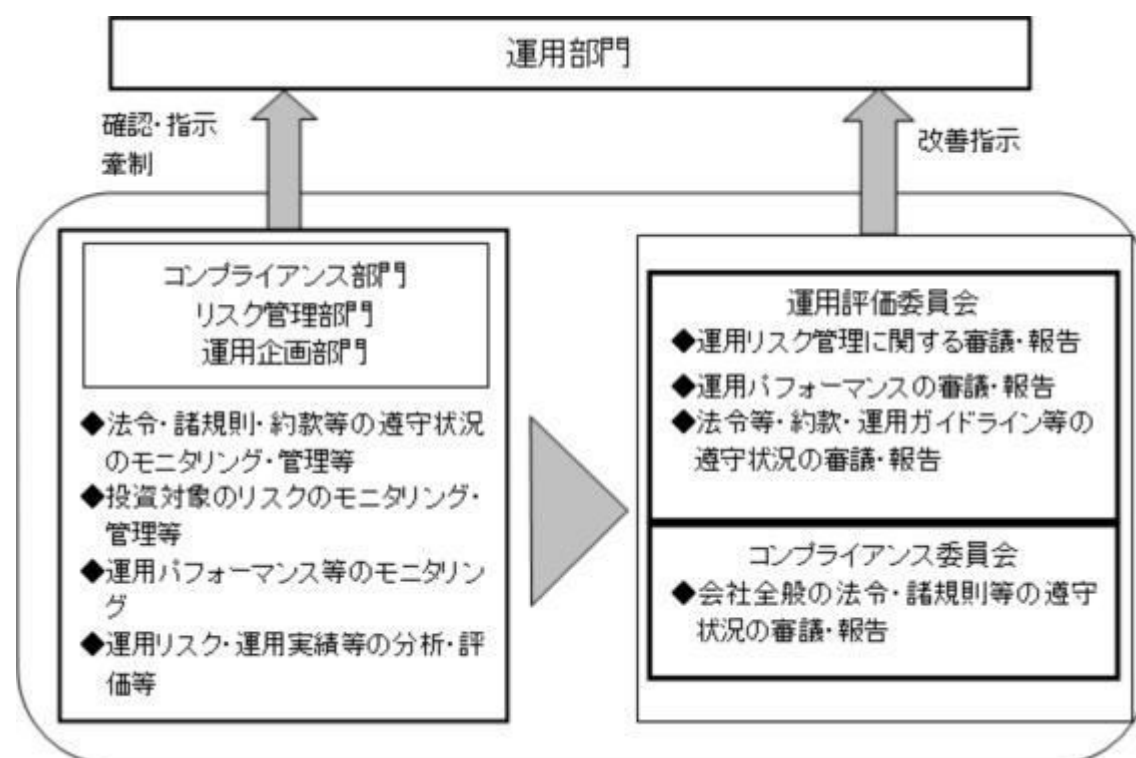 運用部門
確認・指示
牽制
改善指示
コンプライアンス部門
リスク管理部門
運用企画部門
◆法令・諸規則・約款等の遵守状況
のモニタリング・管理等
◆投資対象のリスクのモニタリング・
管理等
◆運用パフォーマンス等のモニタリン
グ
◆運用リスク・運用実績等の分析・評
価等
運用評価委員会
◆運用リスク管理に関する審議・報告
◆運用パフォーマンスの審議・報告
◆法令等・約款・運用ガイドライン等の
遵守状況の審議・報告
コンプライアンス委員会
◆会社全般の法令・諸規則等の遵守
状況の審議・報告